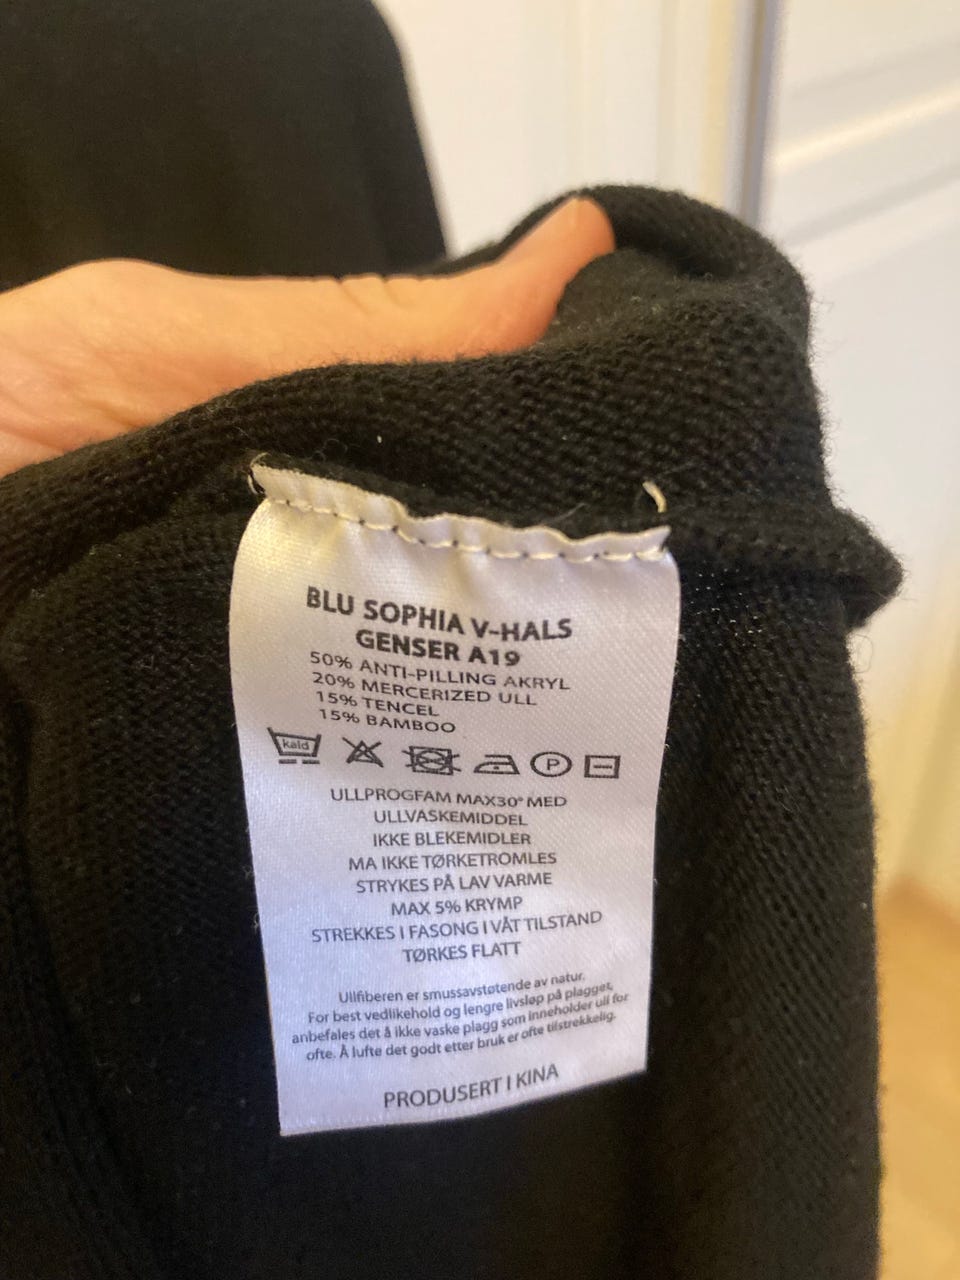 BLU SOPHIA V-HALS
GENSER A19
50% ANTI-PILLING AKRYL
20% MERCERIZED ULL
15% TENCEL
15% BAMBOO
kald P
ULLPROGFAM MAX30° MED
ULLVASKEMIDDEL
IKKE BLEKEMIDLER
MA IKKE TØRKETROMLES
STRYKES PÅ LAV VARME
MAX 5% KRYMP
STREKKES I FASONG I VÅT TILSTAND
TØRKES FLATT
Ullfiberen er smussavstøtende av natur.
For best vedlikehold og lengre livsløp på plagget,
anbefales det å ikke vaske plagg som inneholder ull for
ofte. Å lufte det godt etter bruk er ofte tilstrekkelig.
PRODUSERT I KINA